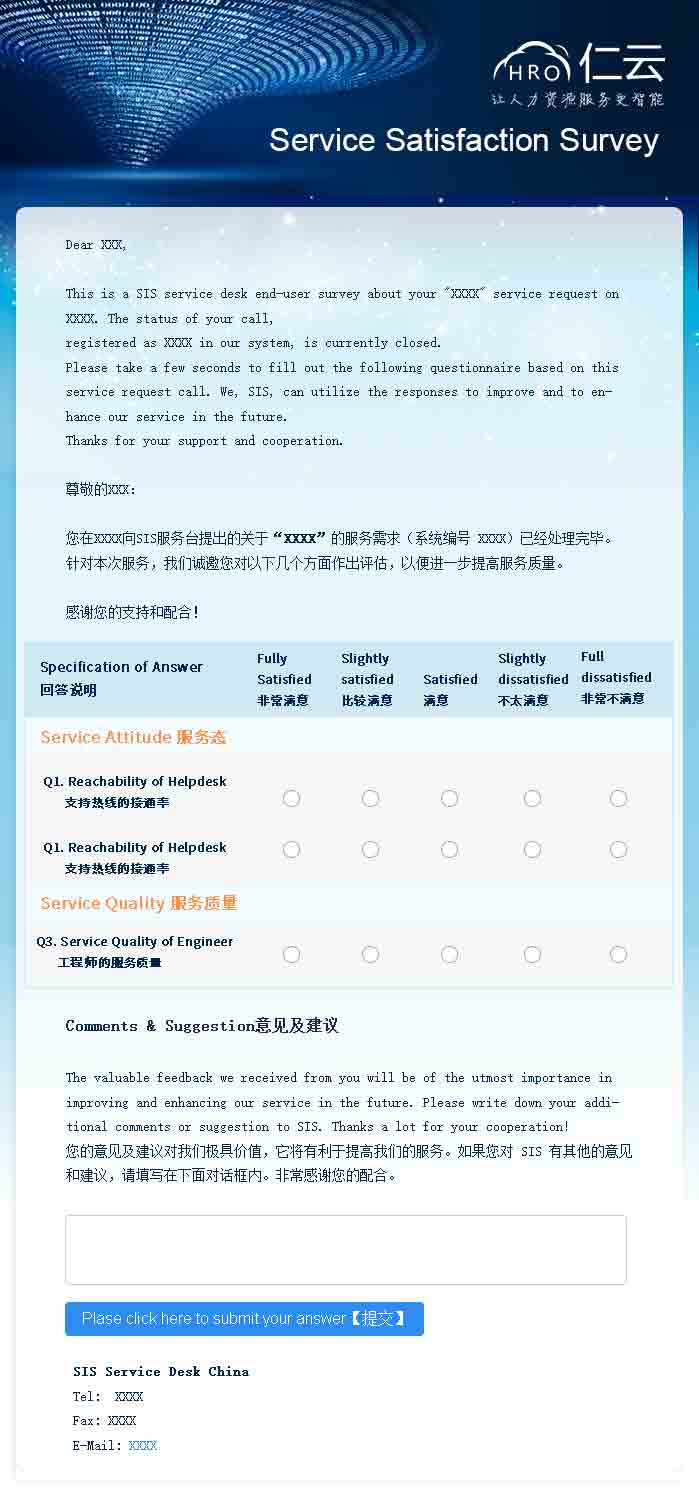 HRO 仁云
让人力资源服务更智能
Service Satisfaction Survey
Dear XXX,
This is a SIS service desk end-user survey about your "XXXX" service request on
XXXX. The status of your call,
registered as XXXX in our system, is currently closed.
Please take a few seconds to fill out the following questionnaire based on this
service request call. We, SIS, can utilize the responses to improve and to en-
hance our service in the future.
Thanks for your support and cooperation.
尊敬的XXX:
您在XXXX向SIS服务台提出的关于“XXXX”的服务需求（系统编号 XXXX）已经处理完毕。
针对本次服务，我们诚邀您对以下几个方面作出评估，以便进一步提高服务质量。
感谢您的支持和配合！
Specification of Answer
回答说明
Fully
Satisfied
非常满意
Slightly
satisfied
比较满意
Satisfied
满意
Slightly
dissatisfied
不太满意
Full
dissatisfied
非常不满意
Service Attitude 服务态
Q1. Reachability of Helpdesk
支持热线的接通率
Q1. Reachability of Helpdesk
支持热线的接通率
Service Quality 服务质量
Q3. Service Quality of Engineer
工程师的服务质量
Comments & Suggestion意见及建议
The valuable feedback we received from you will be of the utmost importance in
improving and enhancing our service in the future. Please write down your addi-
tional comments or suggestion to SIS. Thanks a lot for your cooperation!
您的意见及建议对我们极具价值，它将有利于提高我们的服务。如果您对 SIS 有其他的意见
和建议，请填写在下面对话框内。非常感谢您的配合。
Plase click here to submit your answer【提交】
SIS Service Desk China
Tel: XXXX
Fax: XXXX
E-Mail: XXXX